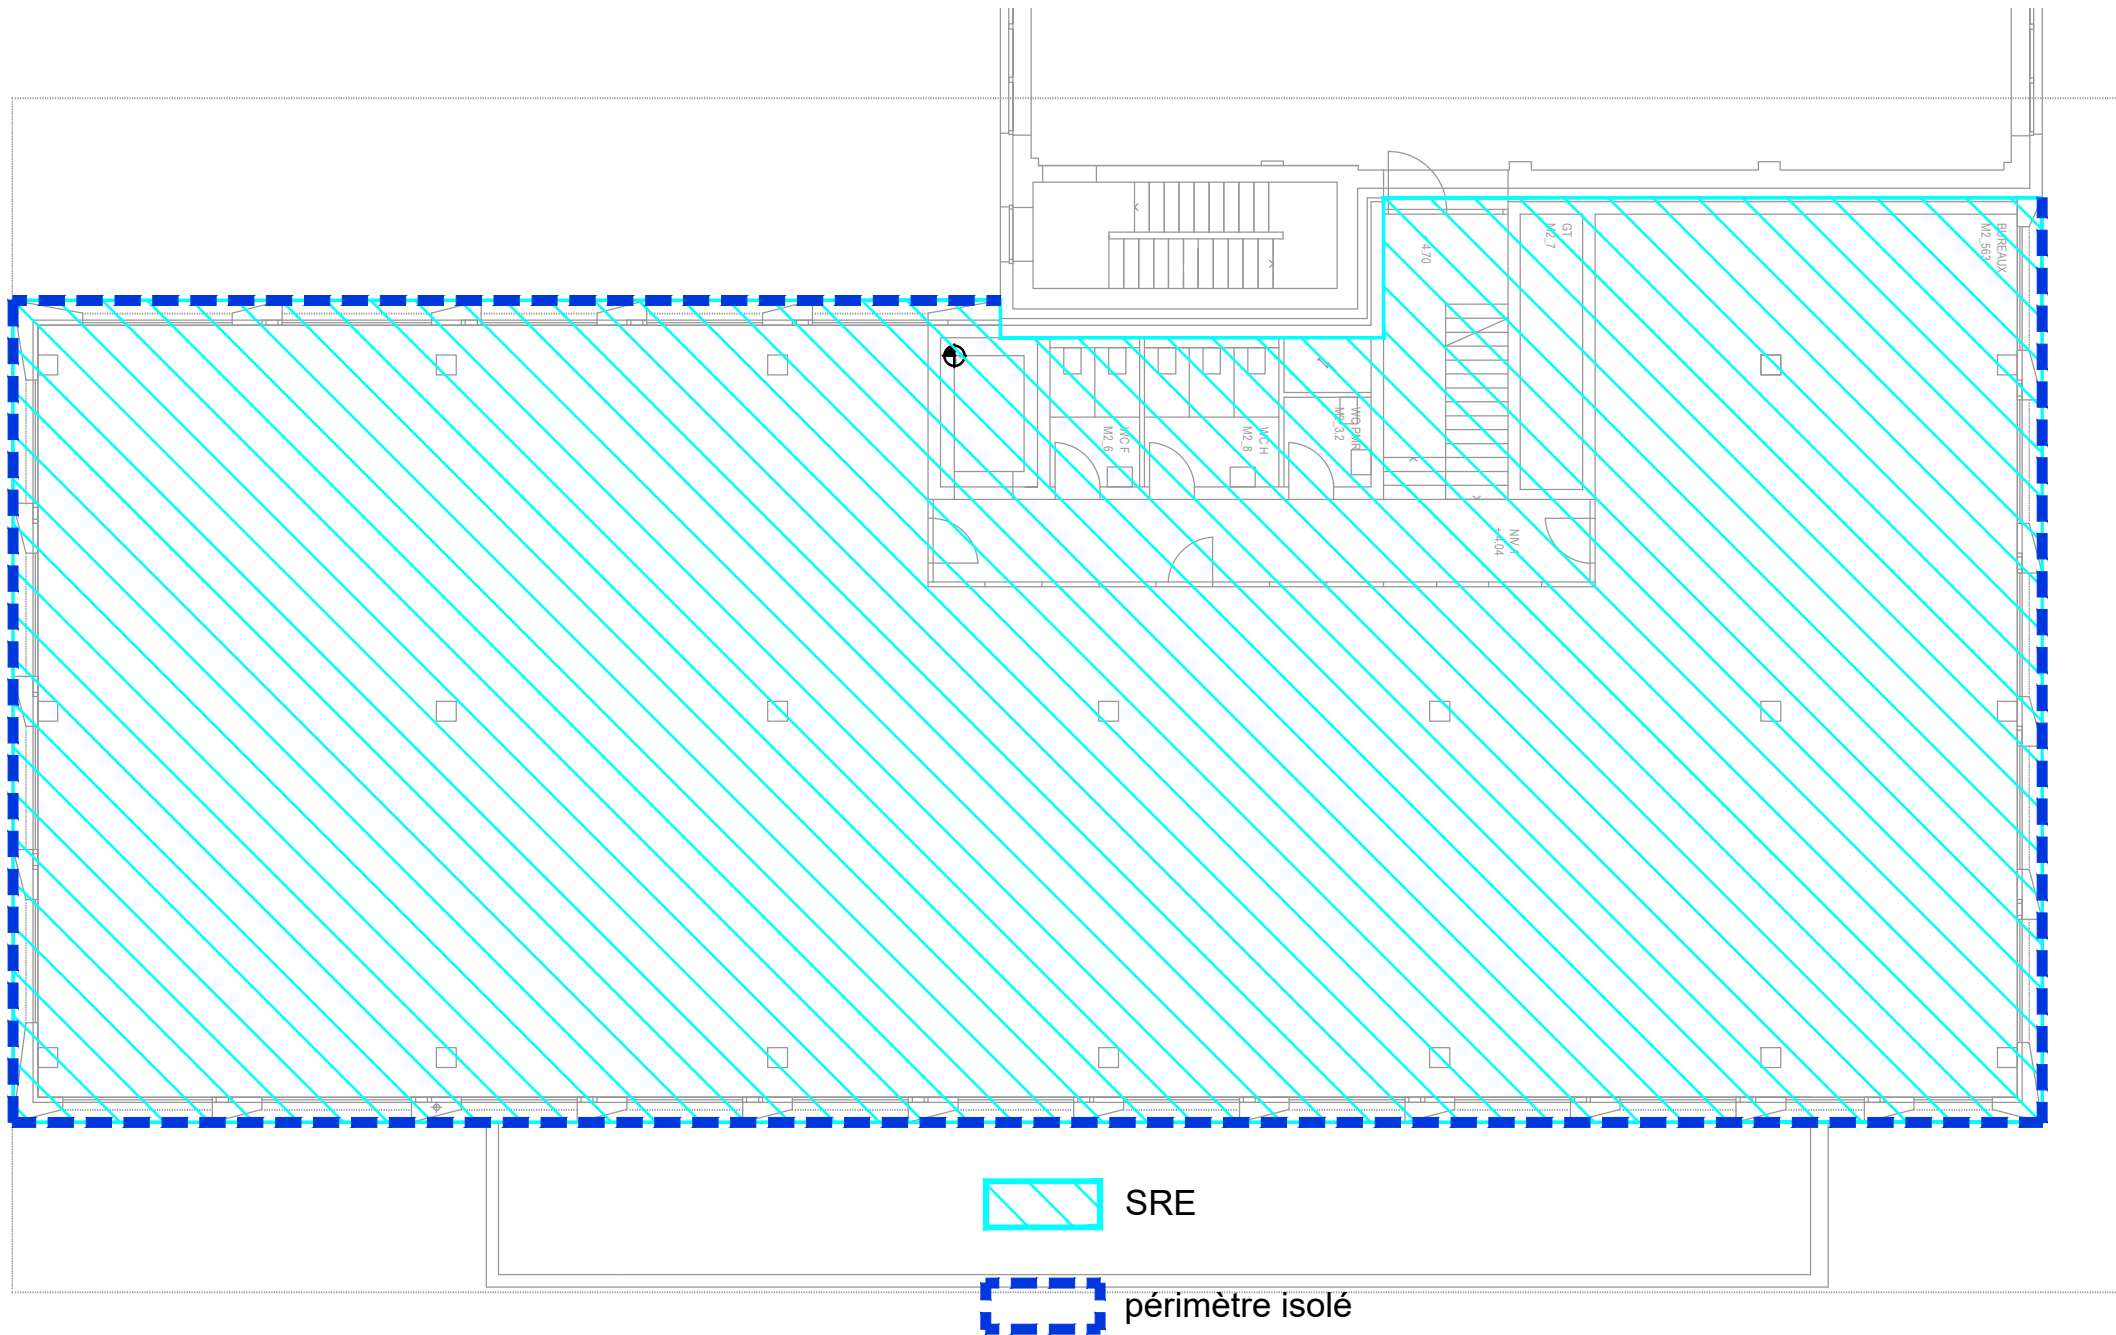 GT
M2_7
BUREAUX
M2_563
4.70
WC F
M2_6
WC H
M2_8
WC PMR
M2_3.2
NIV. 1
+4.04
SRE
périmètre isolé